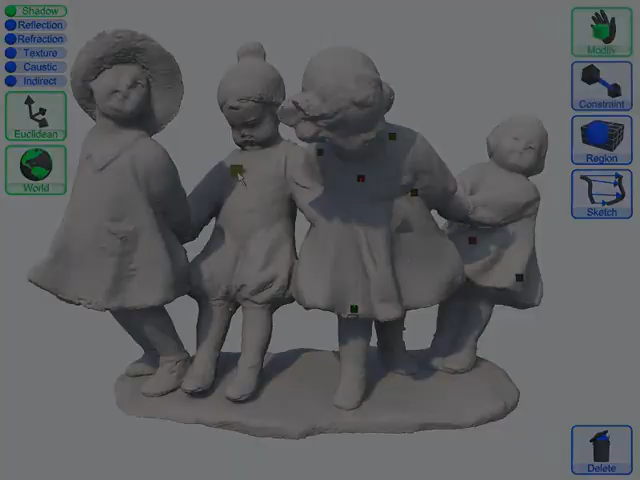 Shadow
Reflection
Refraction
Texture
Caustic
Indirect
Euclidean
World
Modify
Constraint
Region
Sketch
Delete